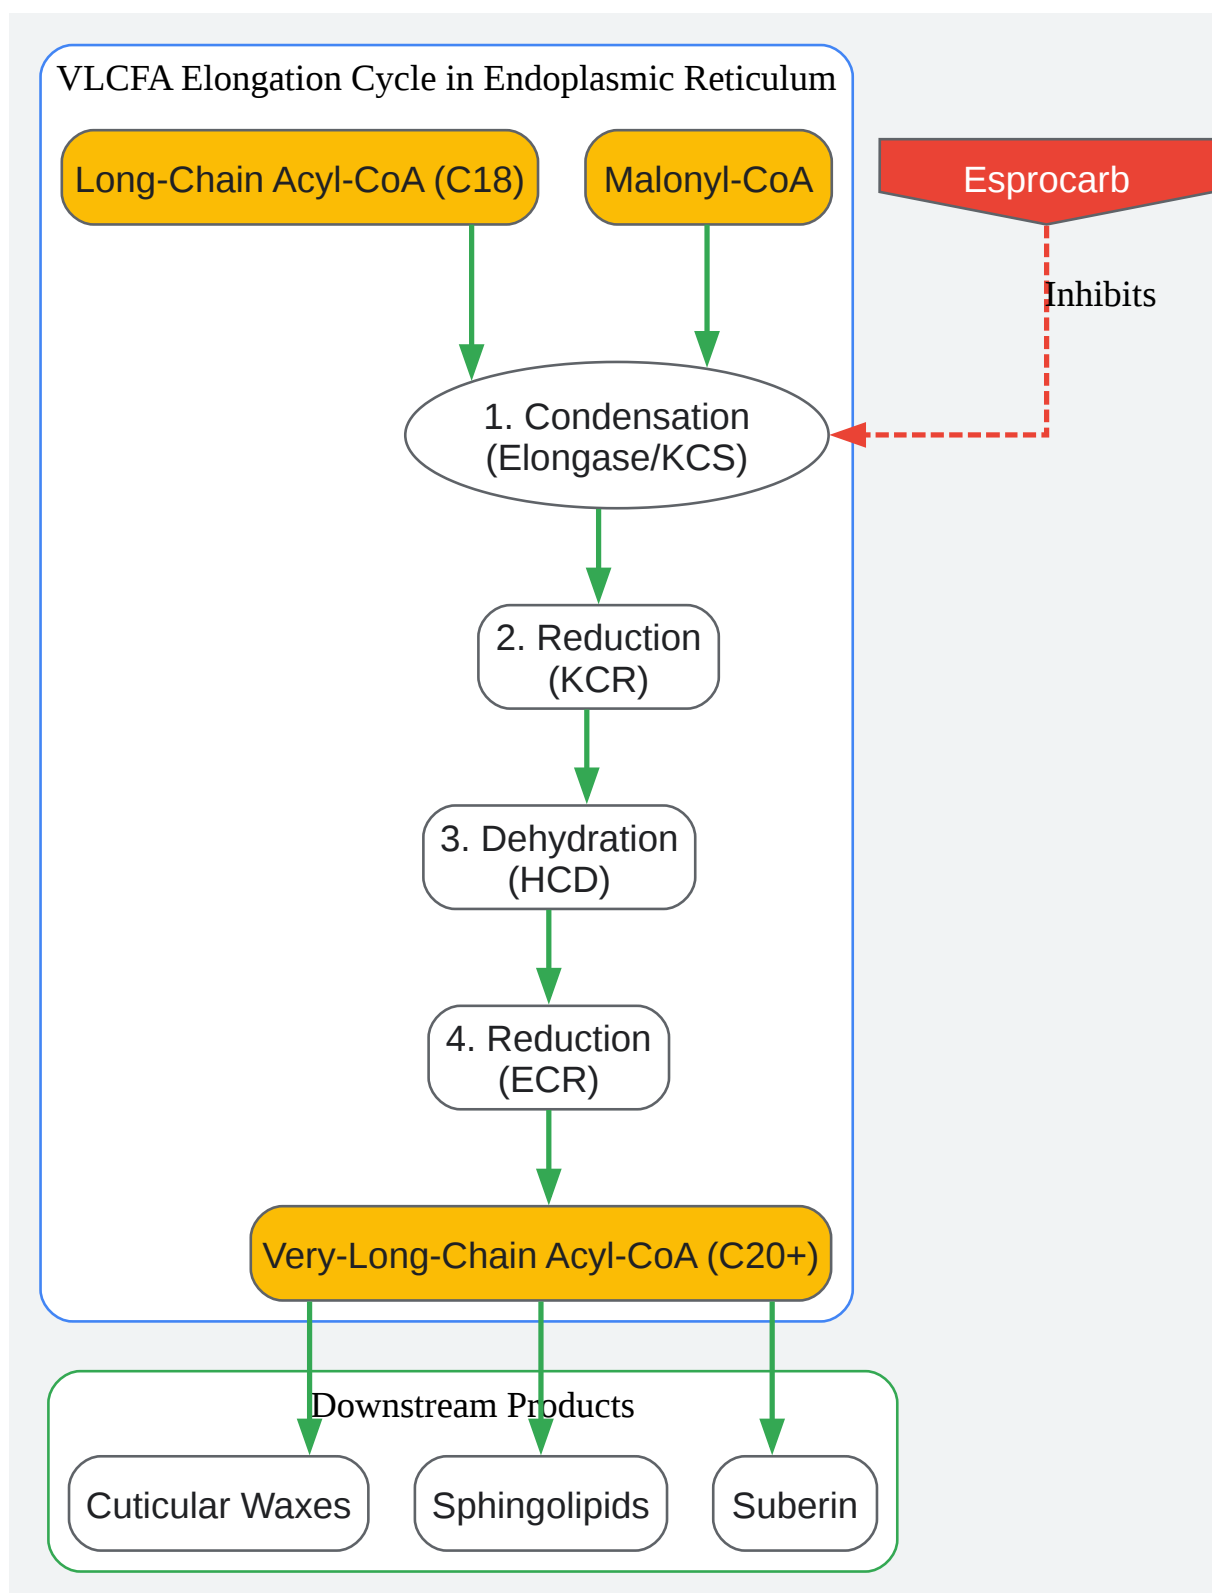 VLCFA Elongation Cycle in Endoplasmic Reticulum
Long-Chain Acyl-CoA (C18)
Malonyl-CoA
Esprocarb
Inhibits
1. Condensation
(Elongase/KCS)
2. Reduction
(KCR)
3. Dehydration
(HCD)
4. Reduction
(ECR)
Very-Long-Chain Acyl-CoA (C20+)
Downstream Products
Cuticular Waxes
Sphingolipids
Suberin